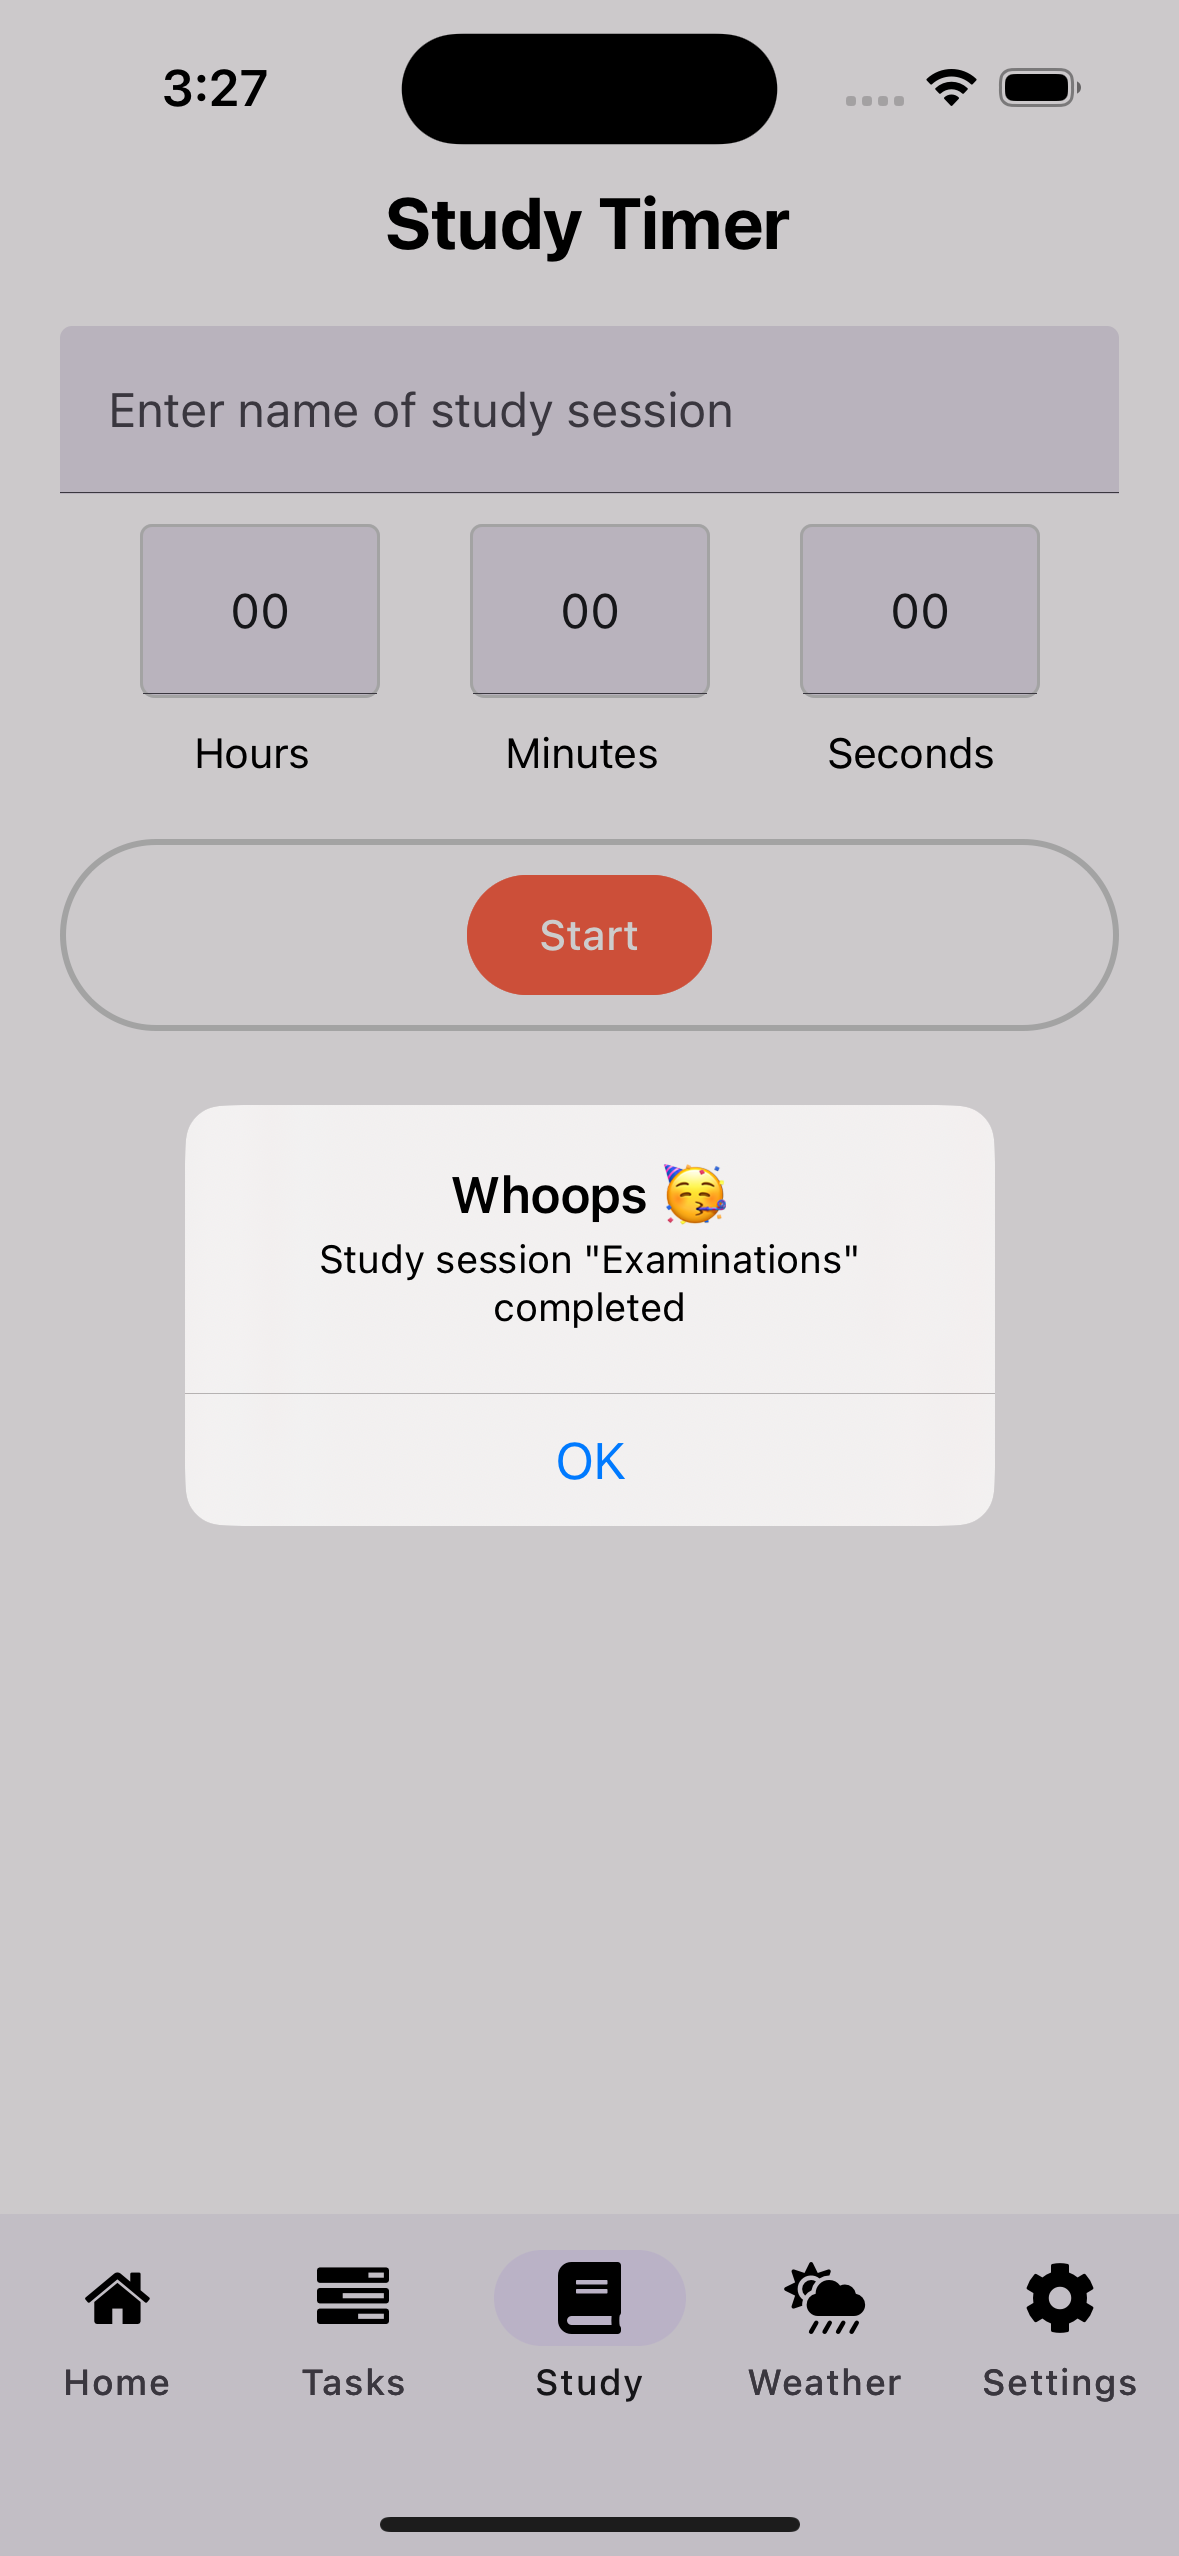 3:27
Study Timer
Enter name of study session
00 00 00
Hours Minutes Seconds
Start
Whoops 🥳
Study session "Examinations"
completed
OK
Home Tasks Study Weather Settings